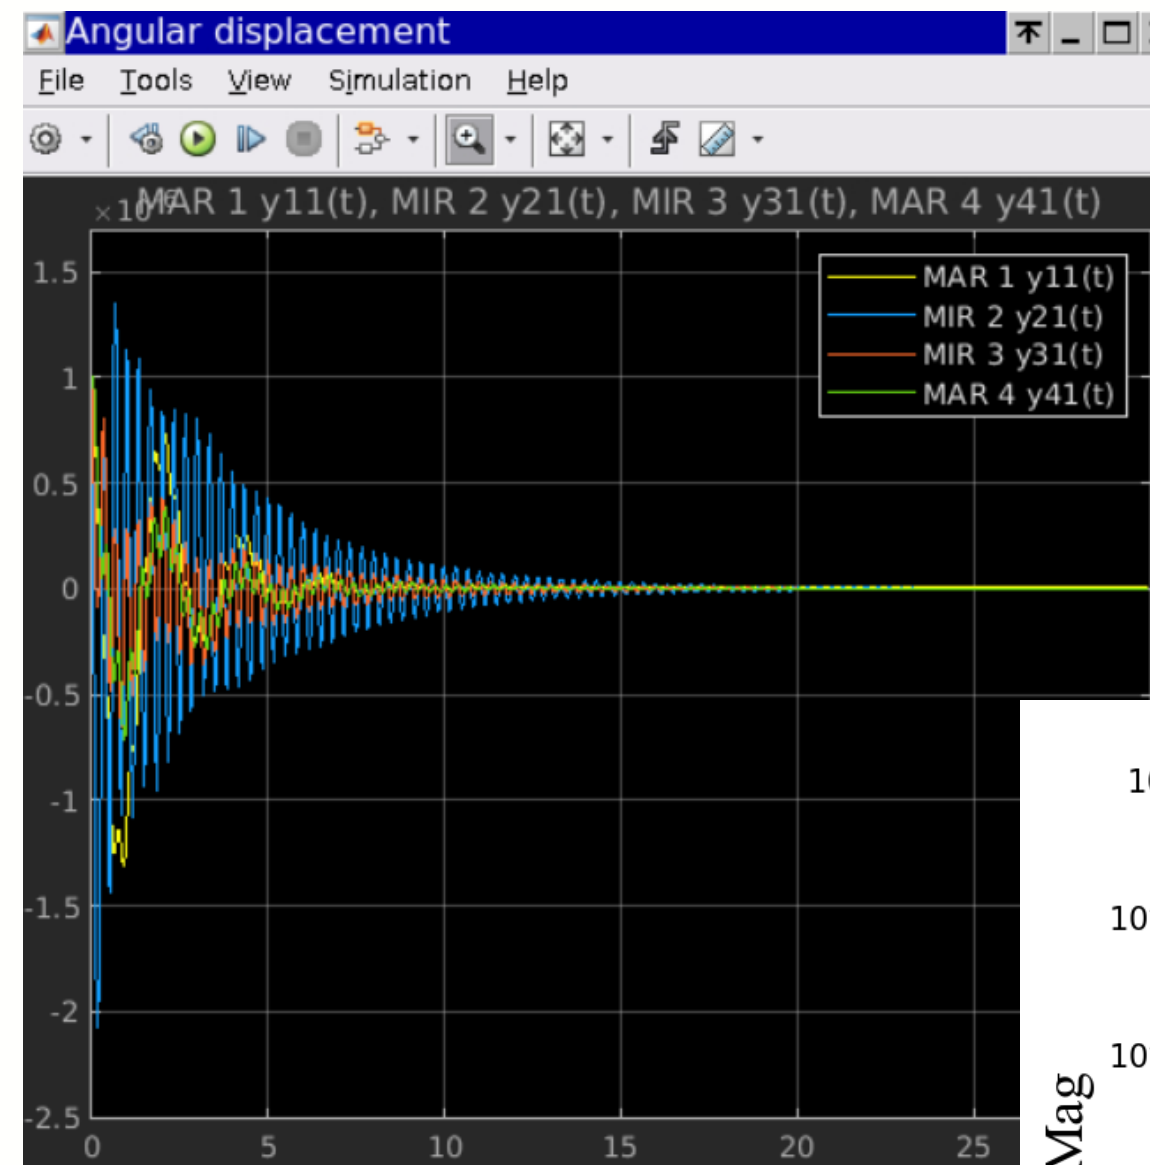 Angular displacement
File Tools View Simulation Help
MAR 1 y11(t), MIR 2 y21(t), MIR 3 y31(t), MAR 4 y41(t)
MAR 1 y11(t)
MIR 2 y21(t)
MIR 3 y31(t)
MAR 4 y41(t)
1.5
1
0.5
0
-0.5
-1
-1.5
-2
-2.5
0 5 10 15 20 25
10
10
Mag